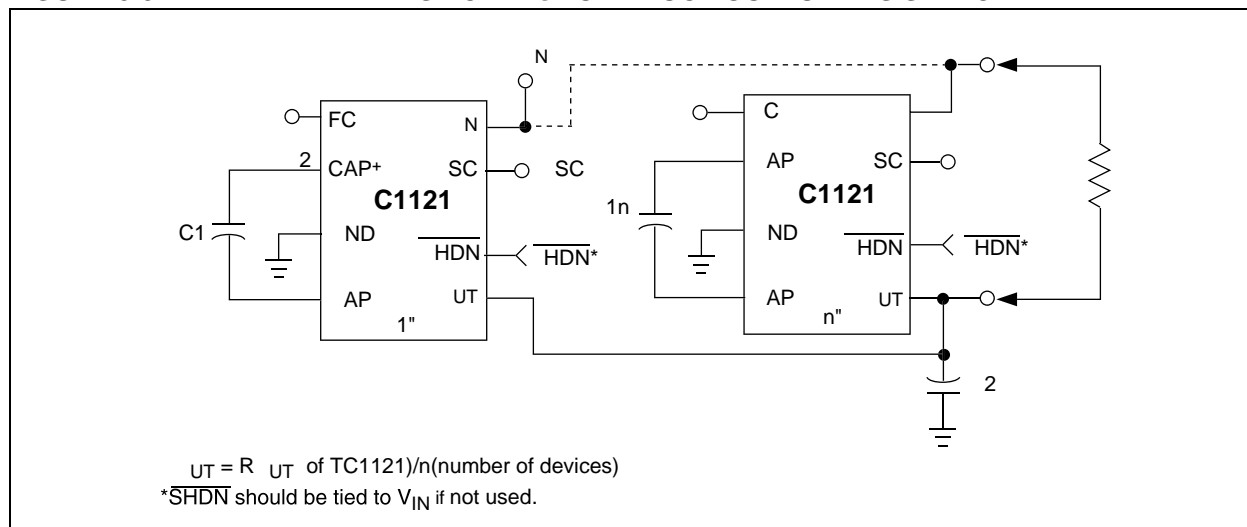 N
FC
N
C
2
CAP+
SC
SC
AP
SC
C1121
C1121
C1
1n
ND
ND
HDN
HDN*
HDN
HDN*
AP
UT
AP
UT
1"
n"
2
UT = R UT of TC1121)/n(number of devices)
*SHDN should be tied to VIN if not used.